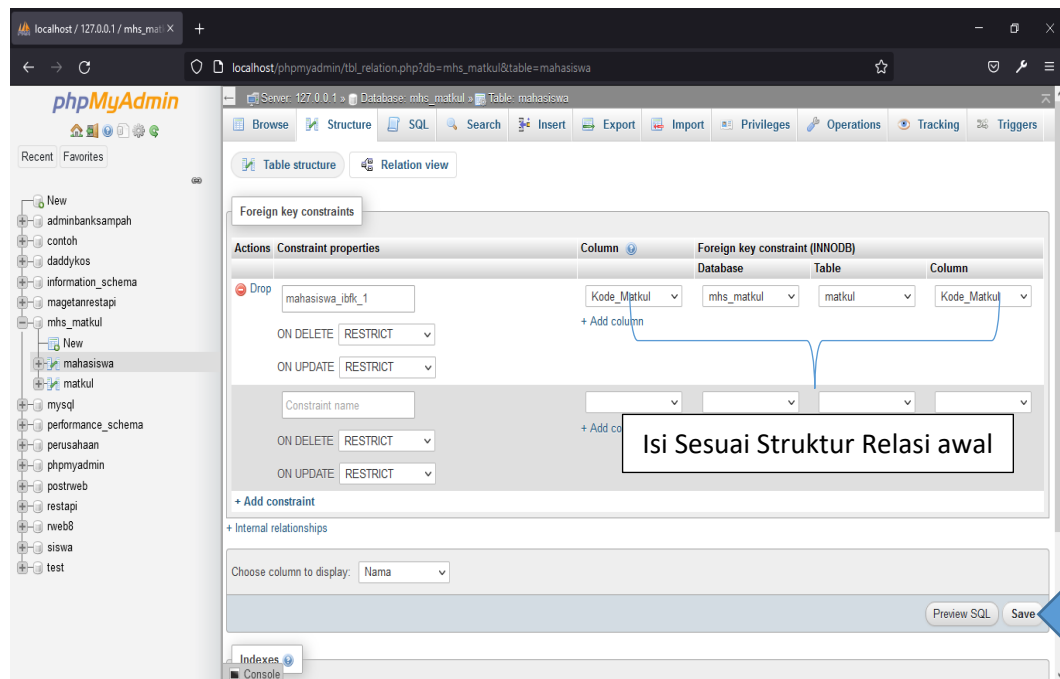 localhost / 127.0.0.1 / mhs_mat
localhost/phpmyadmin/tbl_relation.php?db=mhs_matkul&table=mahasiswa
phpMyAdmin
Recent Favorites
New
adminbanksampah
contoh
daddykos
information_schema
magetanrestapi
mhs_matkul
New
mahasiswa
matkul
mysql
performance_schema
perusahaan
phpmyadmin
postrweb
restapi
rweb8
siswa
test
Server: 127.0.0.1 » Database: mhs_matkul » Table: mahasiswa
Browse Structure SQL Search Insert Export Import Privileges Operations Tracking Triggers
Table structure Relation view
Foreign key constraints
Actions Constraint properties Column Foreign key constraint (INNODB)
Database Table Column
Drop mahasiswa_ibfk_1 Kode_Matkul mhs_matkul matkul Kode_Matkul
+ Add column
ON DELETE RESTRICT
ON UPDATE RESTRICT
Constraint name
+ Add co
ON DELETE RESTRICT
Isi Sesuai Struktur Relasi awal
ON UPDATE RESTRICT
+ Add constraint
+ Internal relationships
Choose column to display: Nama
Preview SQL Save
Indexes
Console